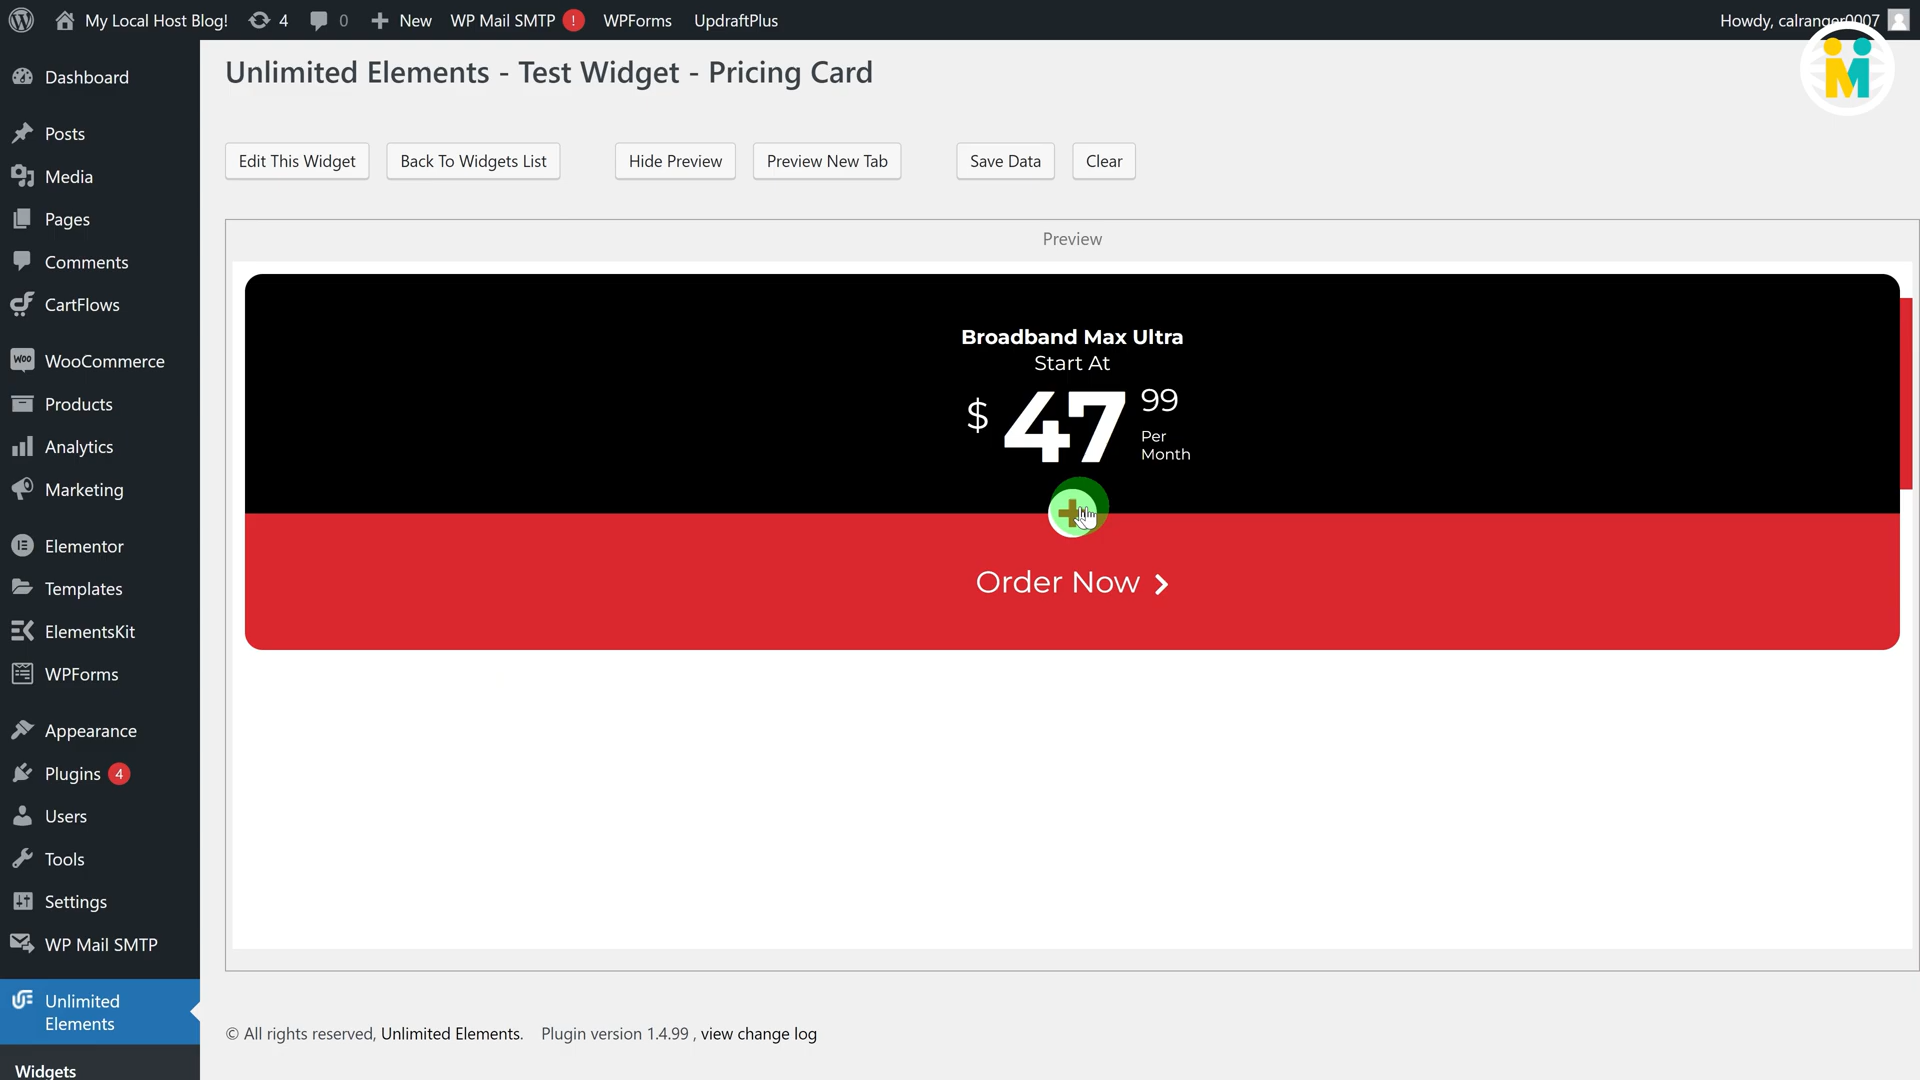 My Local Host Blog!
4
0
New
WP Mail SMTP
!
WPForms
UpdraftPlus
Howdy, calranger0007
M
Dashboard
Posts
Media
Pages
Comments
CartFlows
WooCommerce
Products
Analytics
Marketing
Elementor
Templates
ElementsKit
WPForms
Appearance
Plugins 4
Users
Tools
Settings
WP Mail SMTP
Unlimited
Elements
Widgets
Unlimited Elements - Test Widget - Pricing Card
Edit This Widget
Back To Widgets List
Hide Preview
Preview New Tab
Save Data
Clear
Preview
Broadband Max Ultra
Start At
$ 47 99
Per
Month
Order Now
© All rights reserved, Unlimited Elements. Plugin version 1.4.99 , view change log